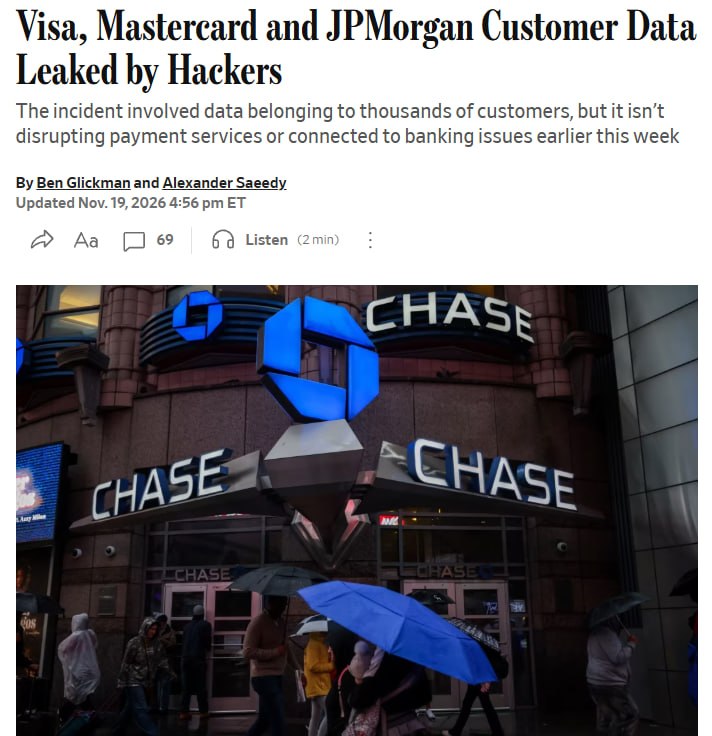 Visa, Mastercard and JPMorgan Customer Data
Leaked by Hackers
The incident involved data belonging to thousands of customers, but it isn't
disrupting payment services or connected to banking issues earlier this week
By Ben Glickman and Alexander Saeedy
Updated Nov. 19, 2026 4:56 pm ET
Aa 69 Listen (2 min)
CHASE
CHASE
CHASE
CHASE
CHASE